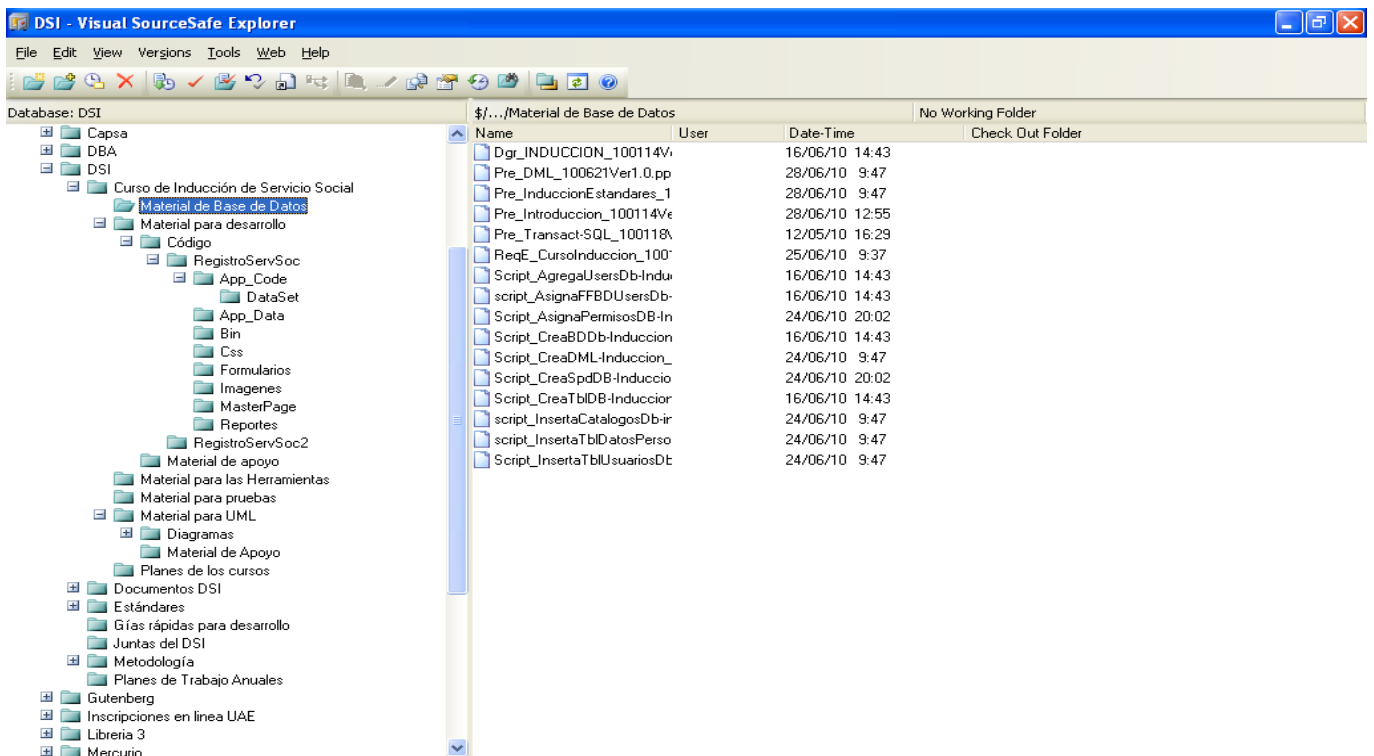 DSI - Visual SourceSafe Explorer
File Edit View Versions Tools Web Help
Database: DSI
$/.../Material de Base de Datos
No Working Folder
Capsa
DBA
DSI
Curso de Inducción de Servicio Social
Material de Base de Datos
Material para desarrollo
Código
RegistroServSoc
App_Code
DataSet
App_Data
Bin
Css
Formularios
Imagenes
MasterPage
Reportes
RegistroServSoc2
Material de apoyo
Material para las Herramientas
Material para pruebas
Material para UML
Diagramas
Material de Apoyo
Planes de los cursos
Documentos DSI
Estándares
Gías rápidas para desarrollo
Juntas del DSI
Metodología
Planes de Trabajo Anuales
Gutenberg
Inscripciones en linea UAE
Libreria 3
Mercurio
Name User Date-Time Check Out Folder
Dgr_INDUCCION_100114V 16/06/10 14:43
Pre_DML_100621Ver1.0.pp 28/06/10 9:47
Pre_InduccionEstandares_1 28/06/10 9:47
Pre_Introduccion_100114Ve 28/06/10 12:55
Pre_Transact-SQL_100118 12/05/10 16:29
ReqE_CursoInduccion_100 25/06/10 9:37
Script_AgregaUsersDb-Indu 16/06/10 14:43
script_AsignaFFBDUsersDb- 16/06/10 14:43
Script_AsignaPermisosDB-In 24/06/10 20:02
Script_CreaBDDb-Induccion 16/06/10 14:43
Script_CreaDML-Induccion_ 24/06/10 9:47
Script_CreaSpdDB-Induccio 24/06/10 20:02
Script_CreaTblDB-Induccion 16/06/10 14:43
script_InsertaCatalogosDb-in 24/06/10 9:47
script_InsertaTblDatosPerso 24/06/10 9:47
Script_InsertaTblUsuariosDb 24/06/10 9:47